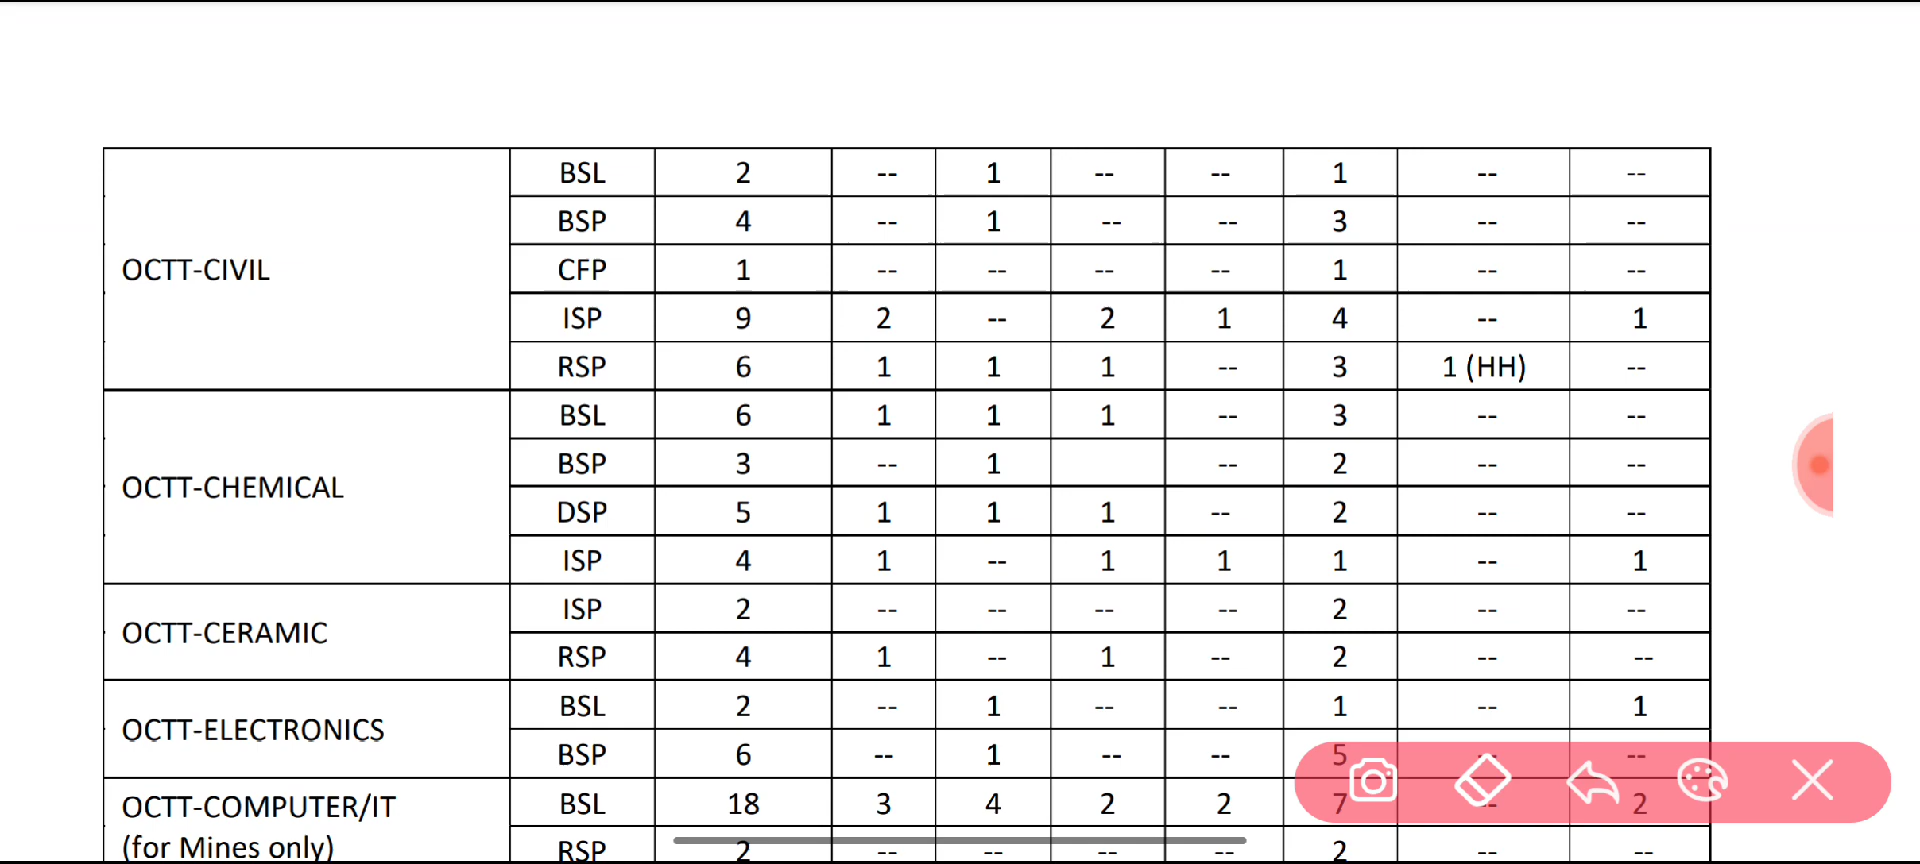 OCTT-CIVIL
BSL 2 -- 1 -- -- 1 -- --
BSP 4 -- 1 -- -- 3 -- --
CFP 1 -- -- -- -- 1 -- --
ISP 9 2 -- 2 1 4 -- 1
RSP 6 1 1 1 -- 3 1 (HH) --
OCTT-CHEMICAL
BSL 6 1 1 1 -- 3 -- --
BSP 3 -- 1 -- 2 -- --
DSP 5 1 1 1 -- 2 -- --
ISP 4 1 -- 1 1 1 -- 1
OCTT-CERAMIC
ISP 2 -- -- -- -- 2 -- --
RSP 4 1 -- 1 -- 2 -- --
OCTT-ELECTRONICS
BSL 2 -- 1 -- -- 1 -- 1
BSP 6 -- 1 -- -- 5 -- --
OCTT-COMPUTER/IT
(for Mines only)
BSL 18 3 4 2 2 7 -- 2
RSP 2 -- -- -- -- 2 -- --